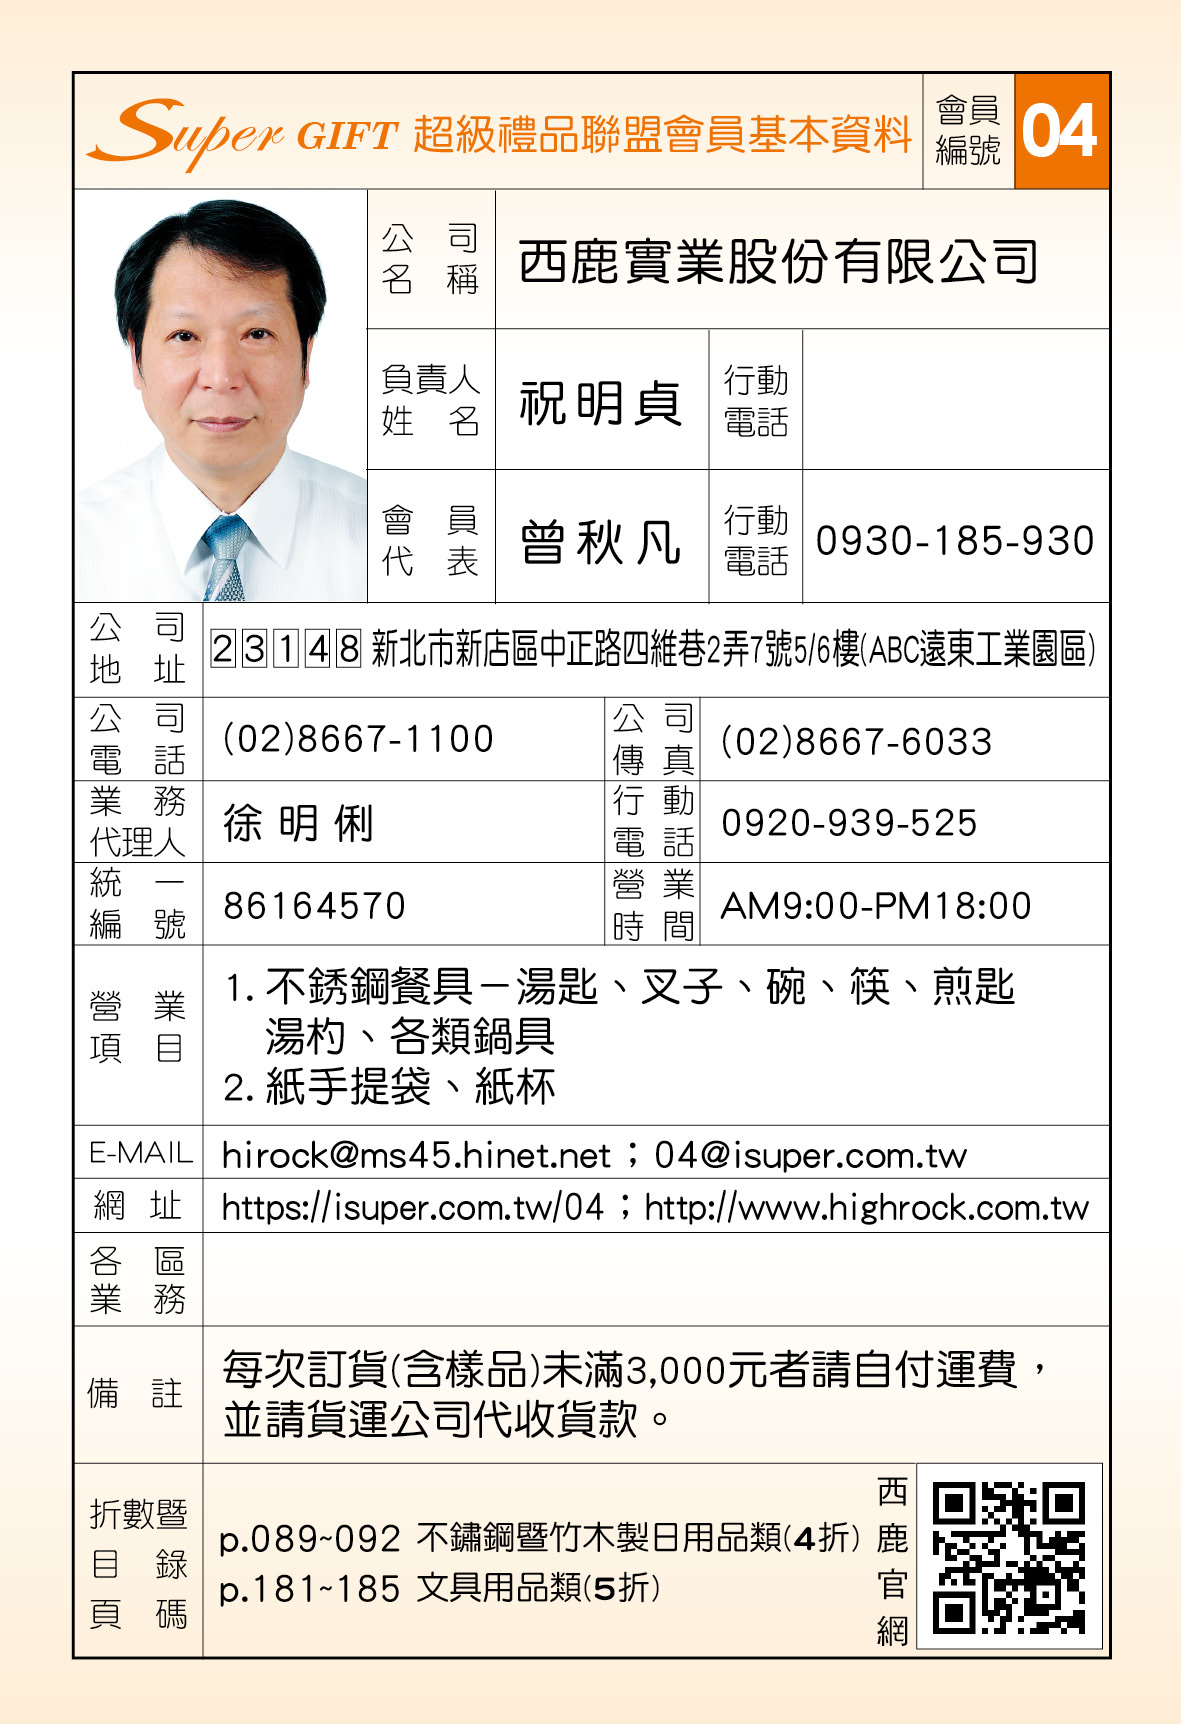 Super GIFT 超級禮品聯盟會員基本資料
會員編號 04
公司名稱 西鹿實業股份有限公司
負責人姓名 祝明貞 行動電話
會員代表 曾秋凡 行動電話 0930-185-930
公司地址 23148 新北市新店區中正路四維巷2弄7號5/6樓(ABC遠東工業園區)
公司電話 (02)8667-1100 公司傳真 (02)8667-6033
業務代理人 徐明俐 行動電話 0920-939-525
統一編號 86164570 營業時間 AM9:00-PM18:00
營業項目
1. 不銹鋼餐具－湯匙、叉子、碗、筷、煎匙
湯杓、各類鍋具
2. 紙手提袋、紙杯
E-MAIL hirock@ms45.hinet.net；04@isuper.com.tw
網址 https://isuper.com.tw/04；http://www.highrock.com.tw
各區業務
備註
每次訂貨(含樣品)未滿3,000元者請自付運費，
並請貨運公司代收貨款。
折數暨目錄頁碼
p.089~092 不鏽鋼暨竹木製日用品類(4折)
p.181~185 文具用品類(5折)
西鹿官網